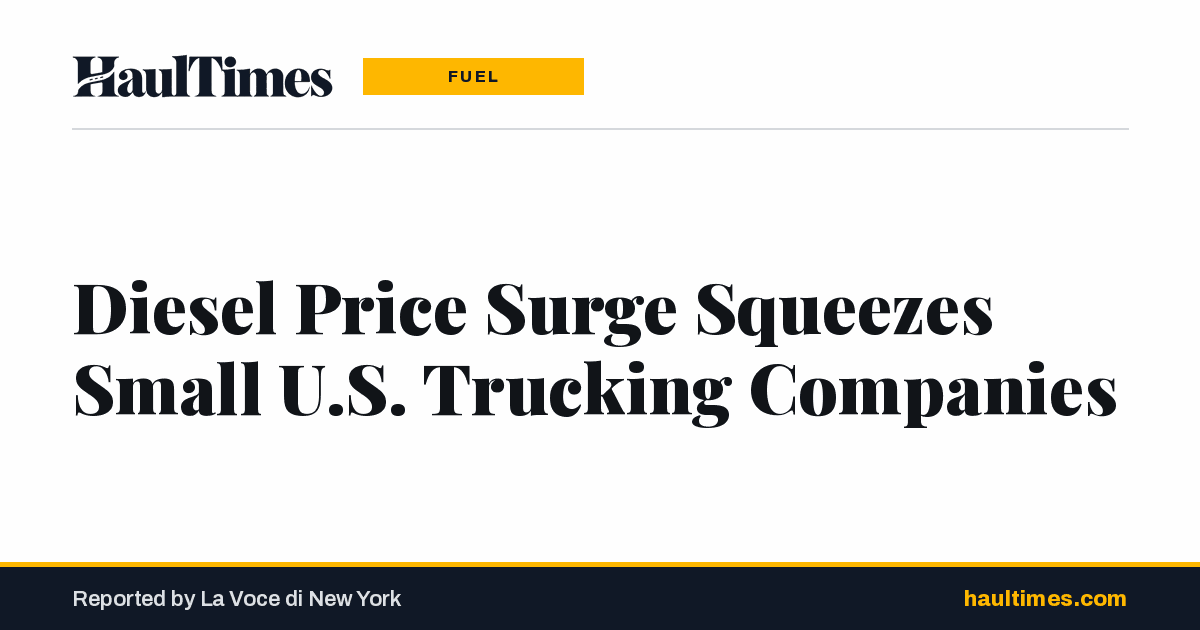 HaulTimes
FUEL
Diesel Price Surge Squeezes
Small U.S. Trucking Companies
Reported by La Voce di New York
haultimes.com